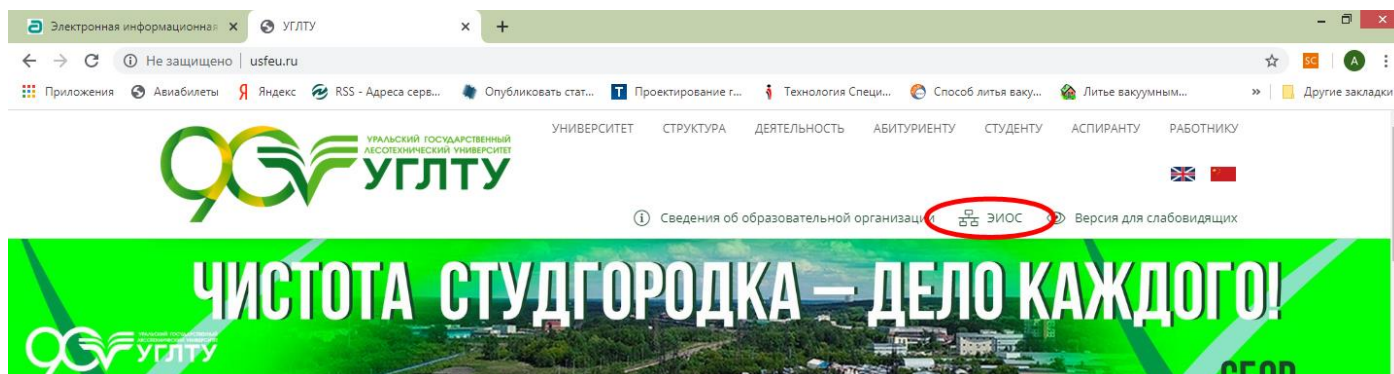 Электронная информационная
УГЛТУ
Не защищено | usfeu.ru
SC
A
Приложения Авиабилеты Яндекс RSS - Адреса серв... Опубликовать стат... Проектирование г... Технология Специ... Способ литья ваку... Литье вакуумным... » Другие закладки
УНИВЕРСИТЕТ СТРУКТУРА ДЕЯТЕЛЬНОСТЬ АБИТУРИЕНТУ СТУДЕНТУ АСПИРАНТУ РАБОТНИКУ
90
УРАЛЬСКИЙ ГОСУДАРСТВЕННЫЙ
ЛЕСОТЕХНИЧЕСКИЙ УНИВЕРСИТЕТ
УГЛТУ
Сведения об образовательной организации ЭИОС Версия для слабовидящих
ЧИСТОТА СТУДГОРОДКА — ДЕЛО КАЖДОГО!
УГЛТУ